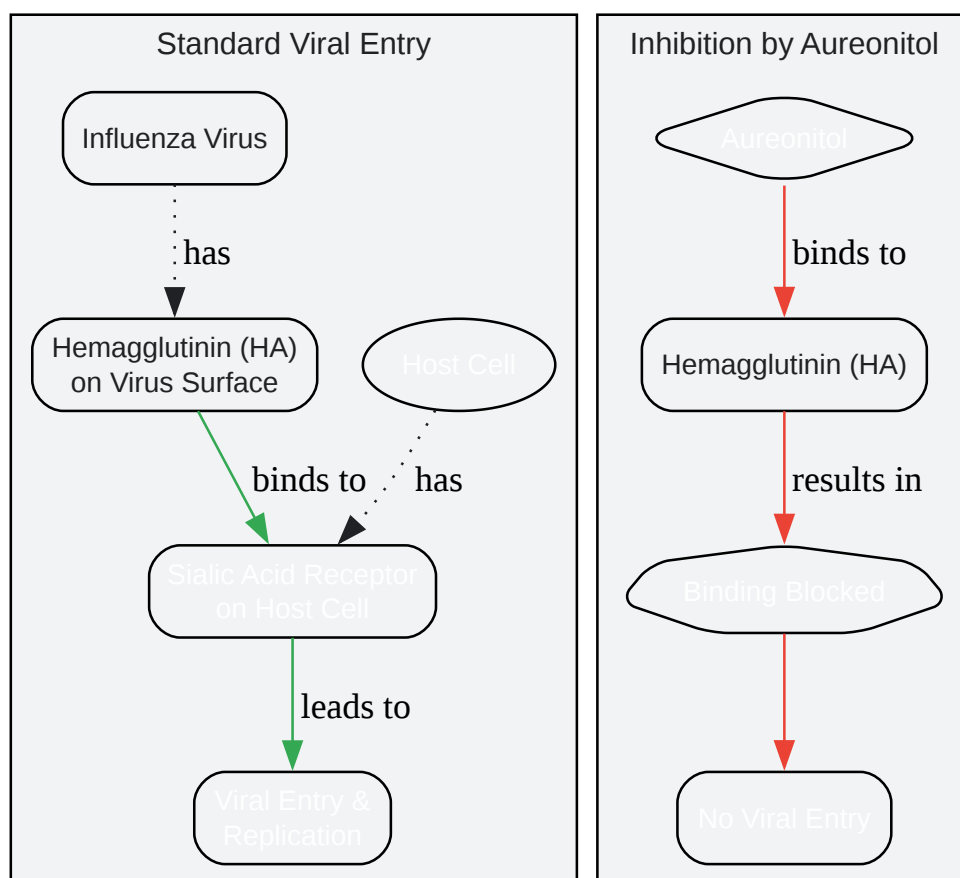 Standard Viral Entry
Influenza Virus
has
Hemagglutinin (HA)
on Virus Surface
Host Cell
binds to
has
Sialic Acid Receptor
on Host Cell
leads to
Viral Entry &
Replication
Inhibition by Aureonitol
Aureonitol
binds to
Hemagglutinin (HA)
results in
Binding Blocked
No Viral Entry